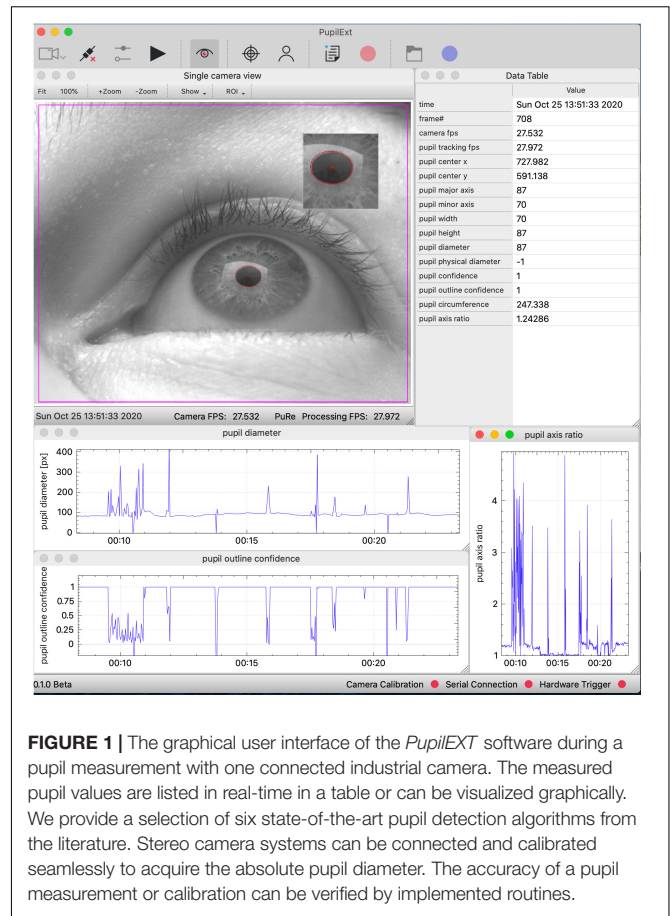 PupilExt
Single camera view
Fit 100% +Zoom -Zoom Show ROI
Sun Oct 25 13:51:33 2020 Camera FPS: 27.532 PuRe Processing FPS: 27.972
Data Table
Value
time Sun Oct 25 13:51:33 2020
frame# 708
camera fps 27.532
pupil tracking fps 27.972
pupil center x 727.982
pupil center y 591.138
pupil major axis 87
pupil minor axis 70
pupil width 70
pupil height 87
pupil diameter 87
pupil physical diameter -1
pupil confidence 1
pupil outline confidence 1
pupil circumference 247.338
pupil axis ratio 1.24286
pupil diameter
pupil diameter [px]
400
300
200
100
0
00:10 00:15 00:20
pupil outline confidence
pupil outline confidence
1
0.75
0.5
0.25
0
00:10 00:15 00:20
pupil axis ratio
pupil axis ratio
4
3
2
1
00:10 00:15 00:20
0.1.0 Beta Camera Calibration Serial Connection Hardware Trigger
FIGURE 1 | The graphical user interface of the PupilEXT software during a
pupil measurement with one connected industrial camera. The measured
pupil values are listed in real-time in a table or can be visualized graphically.
We provide a selection of six state-of-the-art pupil detection algorithms from
the literature. Stereo camera systems can be connected and calibrated
seamlessly to acquire the absolute pupil diameter. The accuracy of a pupil
measurement or calibration can be verified by implemented routines.